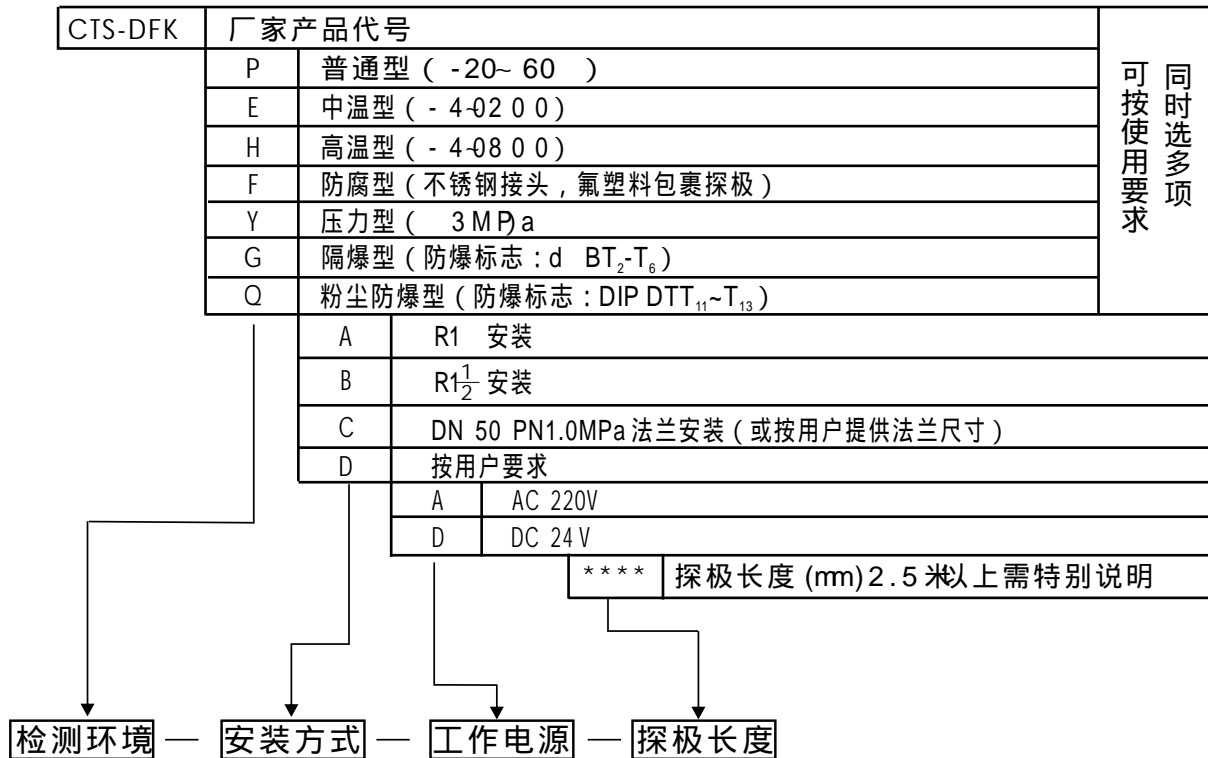 CTS-DFK 厂家产品代号
P 普通型 ( -20~ 60 )
E 中温型 ( - 4~0200)
H 高温型 ( - 4~0800)
F 防腐型 ( 不锈钢接头 , 氟塑料包裹探极 )
Y 压力型 ( 3MP)a
G 隔爆型 ( 防爆标志 : d BT₂-T₆ )
Q 粉尘防爆型 ( 防爆标志 : DIP DTT₁₁~T₁₃ )
可按使用要求
同时选多项
A R1 安装
B R1 1/2 安装
C DN 50 PN1.0MPa 法兰安装 ( 或按用户提供法兰尺寸 )
D 按用户要求
A AC 220V
D DC 24V
**** 探极长度 (mm) 2.5米以上需特别说明
检测环境 — 安装方式 — 工作电源 — 探极长度